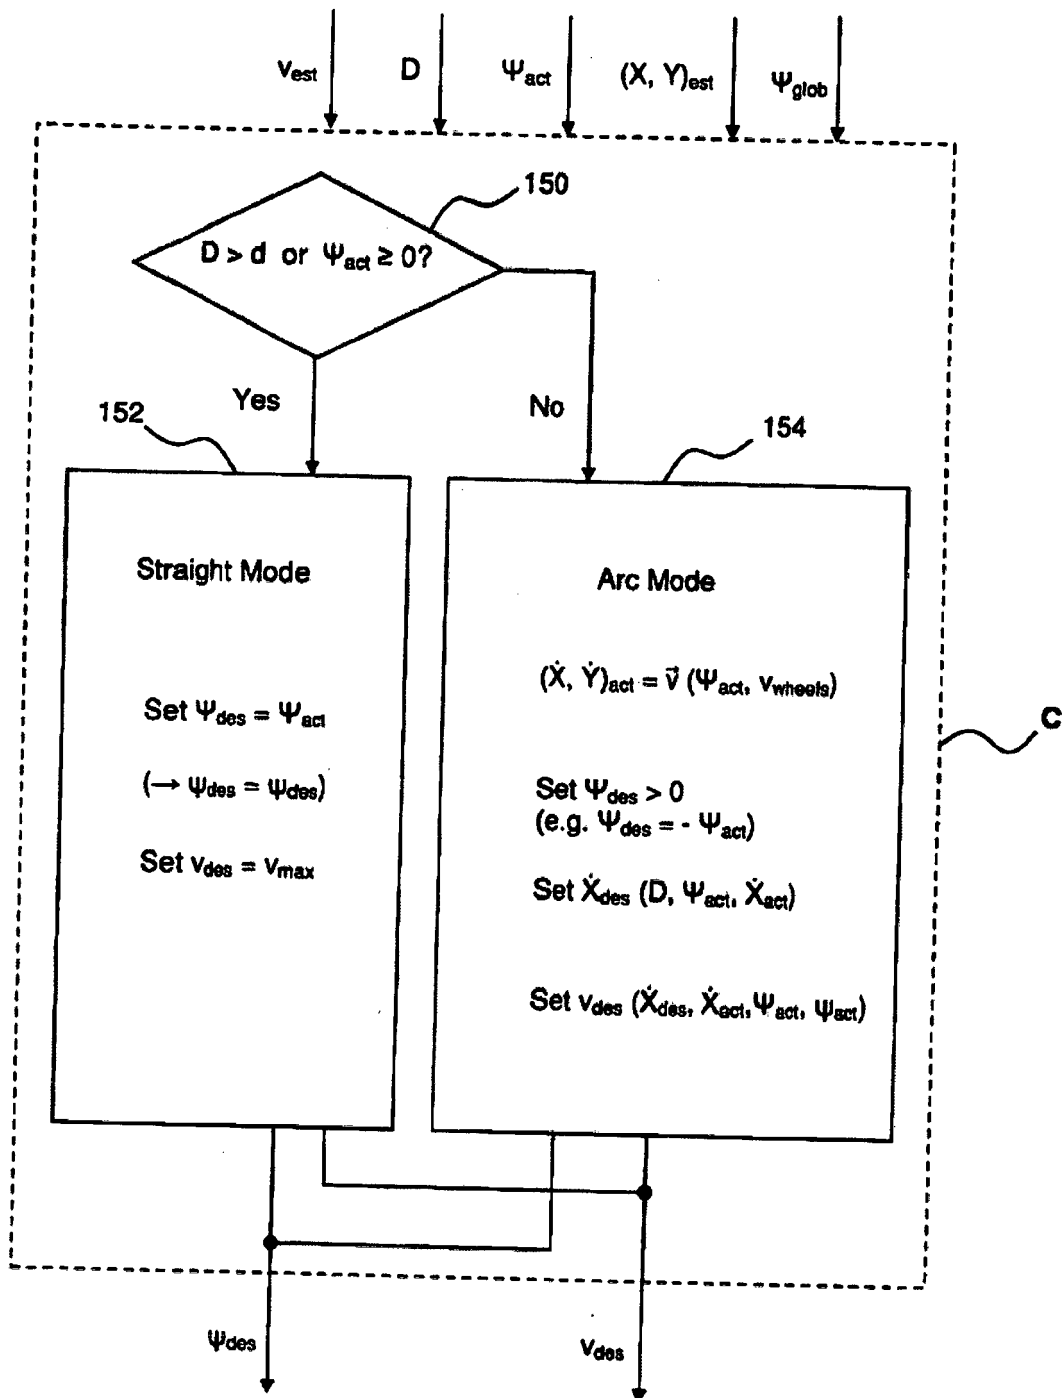 v_est D Ψ_act (X, Y)_est ψ_glob
150
D > d or Ψ_act ≥ 0?
Yes
No
152
154
Straight Mode
Set Ψ_des = Ψ_act
(→ ψ_des = ψ_des)
Set v_des = v_max
Arc Mode
(Ẋ, Ẏ)_act = v⃗ (Ψ_act, v_wheels)
Set Ψ_des > 0
(e.g. Ψ_des = - Ψ_act)
Set Ẋ_des (D, Ψ_act, Ẋ_act)
Set v_des (Ẋ_des, Ẋ_act, Ψ_act, ψ_act)
C
ψ_des
v_des